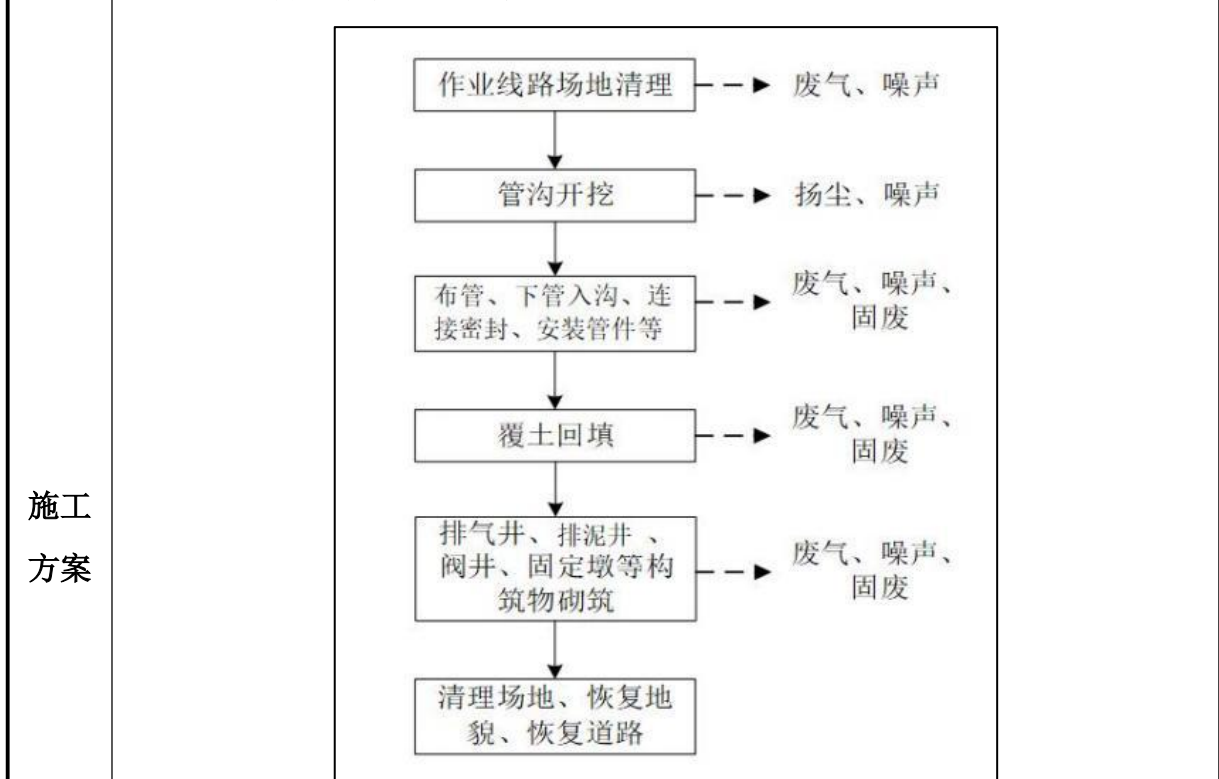 作业线路场地清理
废气、噪声
管沟开挖
扬尘、噪声
布管、下管入沟、连
接密封、安装管件等
废气、噪声、
固废
覆土回填
废气、噪声、
固废
施工
方案
排气井、排泥井、
阀井、固定墩等构
筑物砌筑
废气、噪声、
固废
清理场地、恢复地
貌、恢复道路